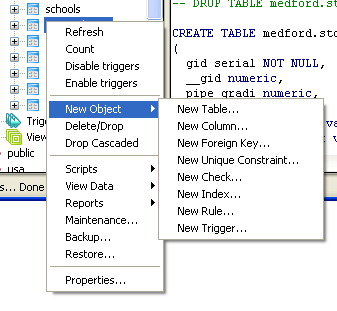 schools
-- DROP TABLE medford.sto
CREATE TABLE medford.sto
(
gid serial NOT NULL,
__gid numeric,
pipe_gradi numeric,
Refresh
Count
Disable triggers
Enable triggers
New Object
Delete/Drop
Drop Cascaded
Scripts
View Data
Reports
Maintenance...
Backup...
Restore...
Properties...
New Table...
New Column...
New Foreign Key...
New Unique Constraint...
New Check...
New Index...
New Rule...
New Trigger...
Trig
View
public
usa
s... Done